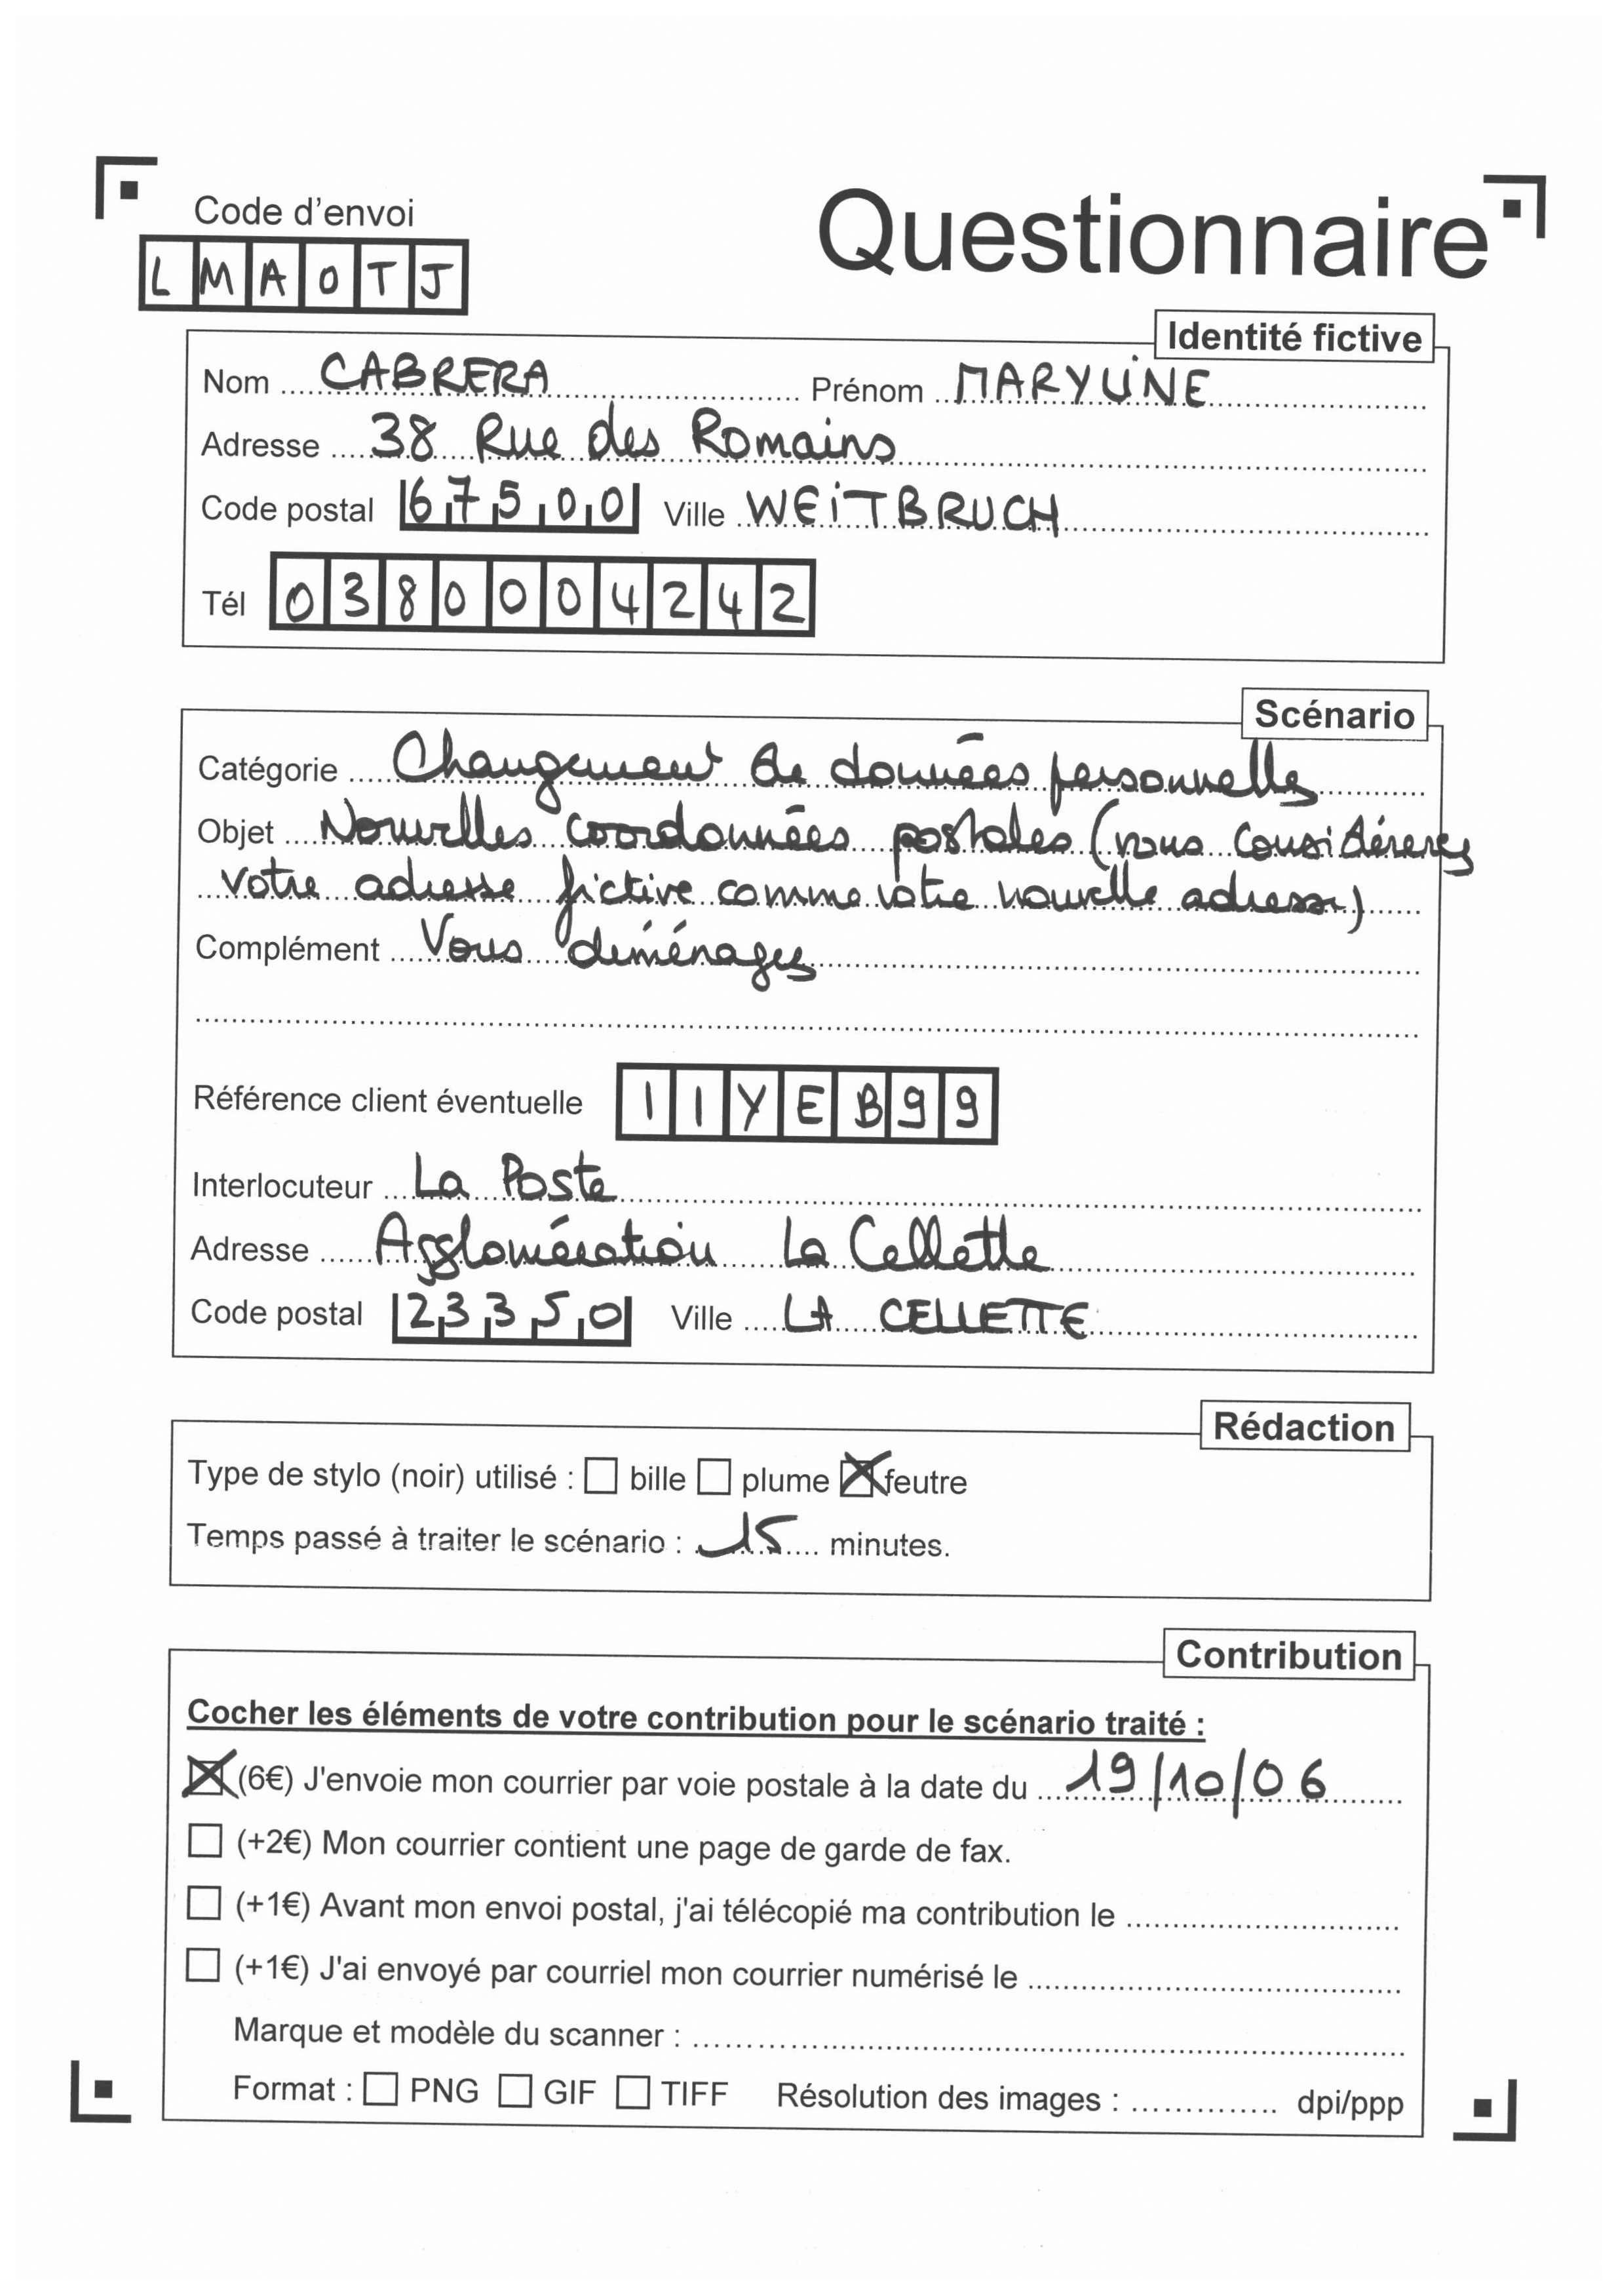 Code d'envoi
Questionnaire
LMAOTJ
Identité fictive
Nom CABRERA Prénom MARYLINE
Adresse 38 Rue des Romains
Code postal 67500 Ville WEITBRUCH
Tél 0380004242
Scénario
Catégorie Changement de données personnelles
Objet Nouvelles coordonnées postales (vous considérerez
votre adresse fictive comme votre nouvelle adresse)
Complément Vous déménagez
Référence client éventuelle 11YEB99
Interlocuteur La Poste
Adresse Agglomération La Cellette
Code postal 23350 Ville LA CELLETTE
Rédaction
Type de stylo (noir) utilisé : ☐ bille ☐ plume ☒ feutre
Temps passé à traiter le scénario : 15 minutes.
Contribution
Cocher les éléments de votre contribution pour le scénario traité :
☒ (6€) J'envoie mon courrier par voie postale à la date du 19/10/06
☐ (+2€) Mon courrier contient une page de garde de fax.
☐ (+1€) Avant mon envoi postal, j'ai télécopié ma contribution le
☐ (+1€) J'ai envoyé par courriel mon courrier numérisé le
Marque et modèle du scanner :
Format : ☐ PNG ☐ GIF ☐ TIFF Résolution des images : dpi/ppp